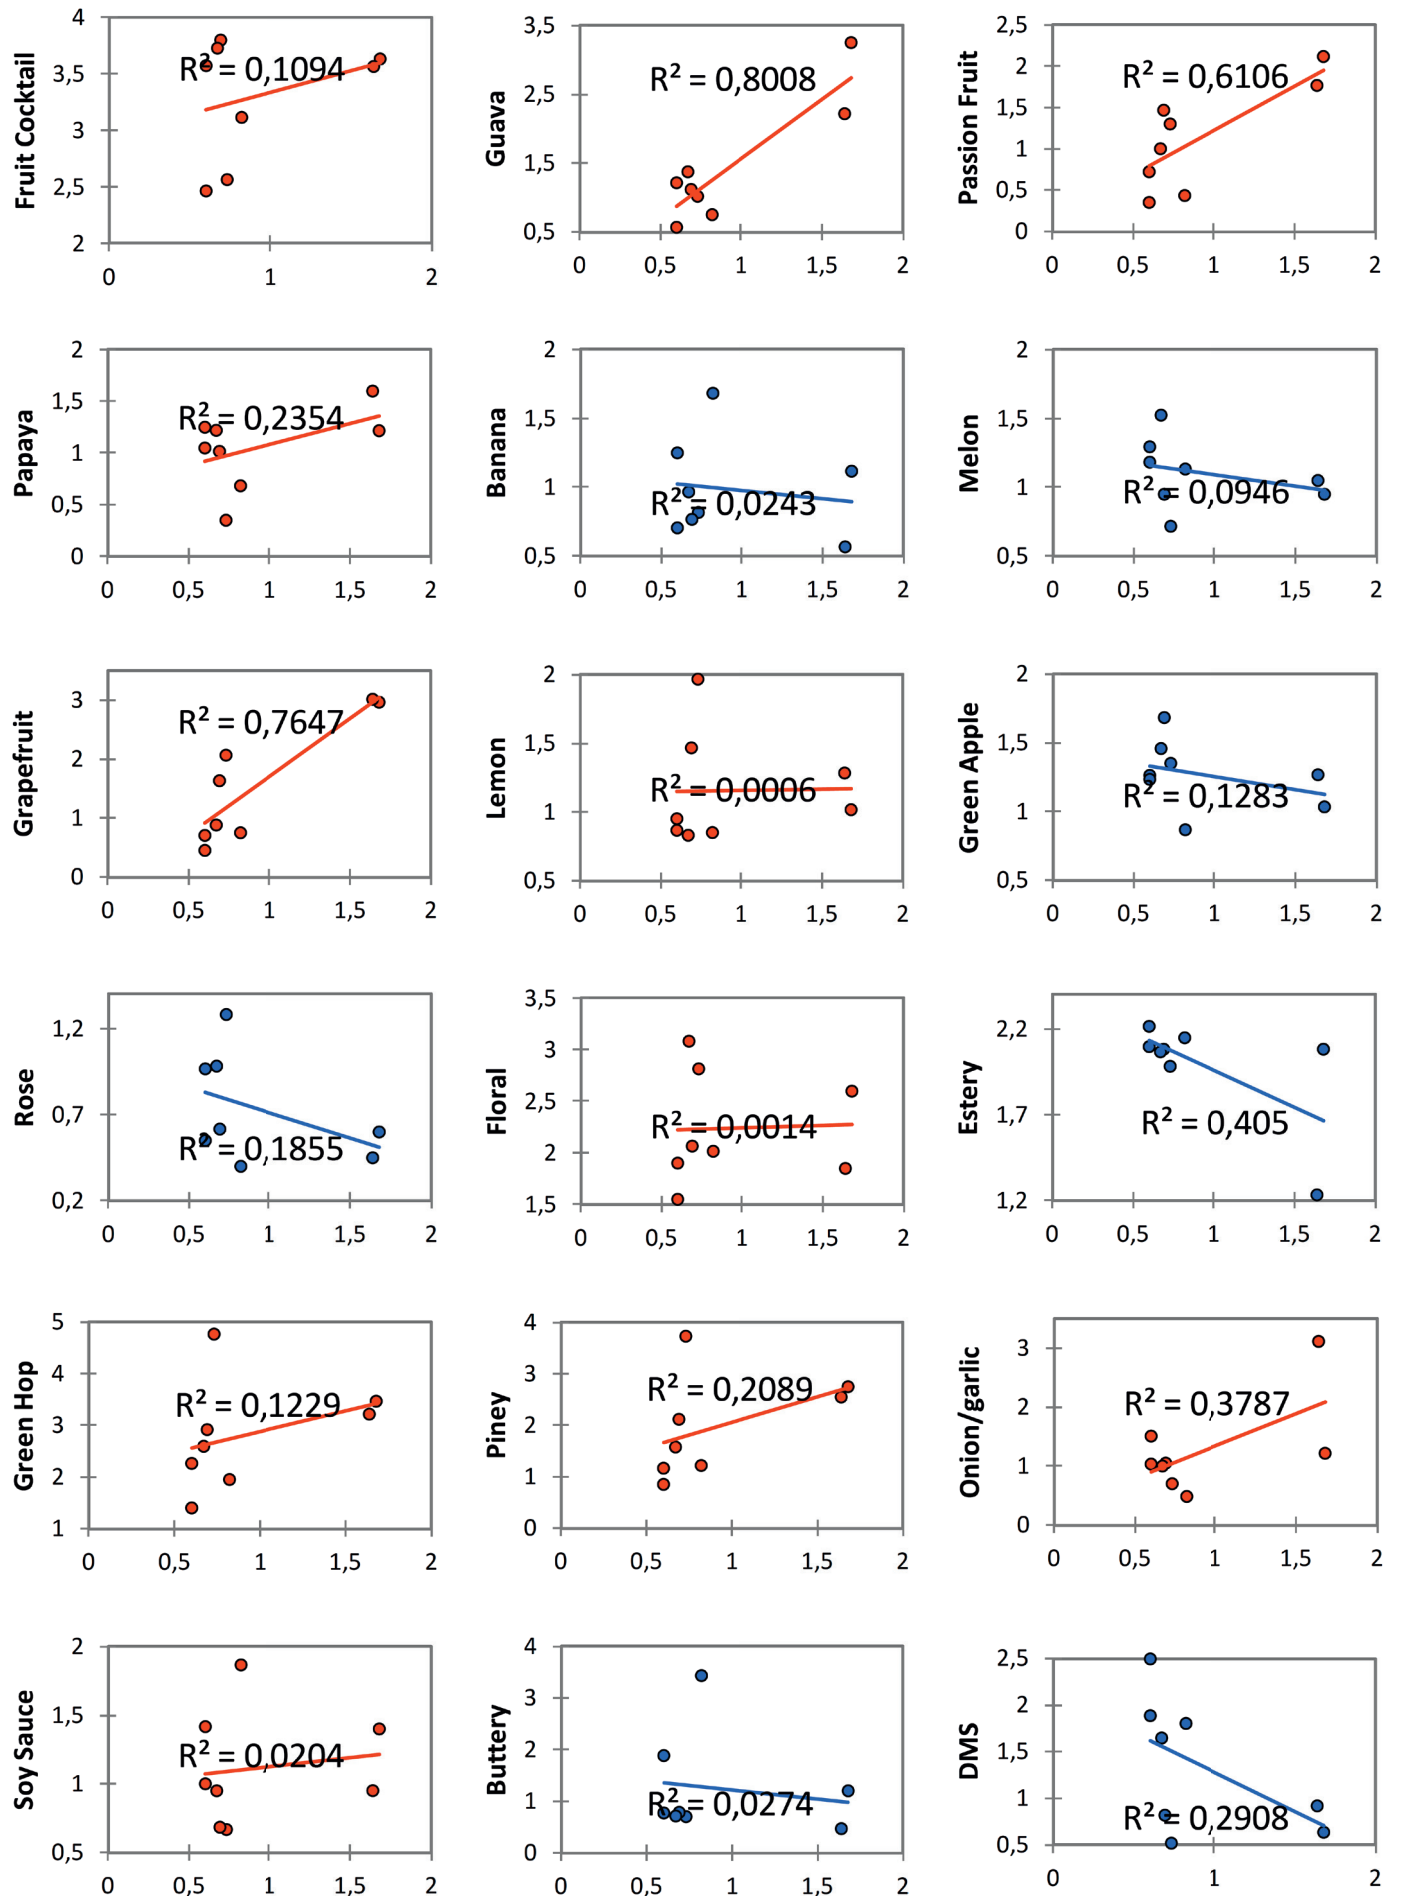 Fruit Cocktail
4
3,5
3
2,5
2
R² = 0,1094
0 1 2
Guava
3,5
2,5
1,5
0,5
R² = 0,8008
0 0,5 1 1,5 2
Passion Fruit
2,5
2
1,5
1
0,5
0
R² = 0,6106
0 0,5 1 1,5 2
Papaya
2
1,5
1
0,5
0
R² = 0,2354
0 0,5 1 1,5 2
Banana
2
1,5
1
0,5
R² = 0,0243
0 0,5 1 1,5 2
Melon
2
1,5
1
0,5
R² = 0,0946
0 0,5 1 1,5 2
Grapefruit
3
2
1
0
R² = 0,7647
0 0,5 1 1,5 2
Lemon
2
1,5
1
0,5
R² = 0,0006
0 0,5 1 1,5 2
Green Apple
2
1,5
1
0,5
R² = 0,1283
0 0,5 1 1,5 2
Rose
1,2
0,7
0,2
R² = 0,1855
0 0,5 1 1,5 2
Floral
3,5
3
2,5
2
1,5
R² = 0,0014
0 0,5 1 1,5 2
Estery
2,2
1,7
1,2
R² = 0,405
0 0,5 1 1,5 2
Green Hop
5
4
3
2
1
R² = 0,1229
0 0,5 1 1,5 2
Piney
4
3
2
1
0
R² = 0,2089
0 0,5 1 1,5 2
Onion/garlic
3
2
1
0
R² = 0,3787
0 0,5 1 1,5 2
Soy Sauce
2
1,5
1
0,5
R² = 0,0204
0 0,5 1 1,5 2
Buttery
4
3
2
1
0
R² = 0,0274
0 0,5 1 1,5 2
DMS
2,5
2
1,5
1
0,5
R² = 0,2908
0 1 2